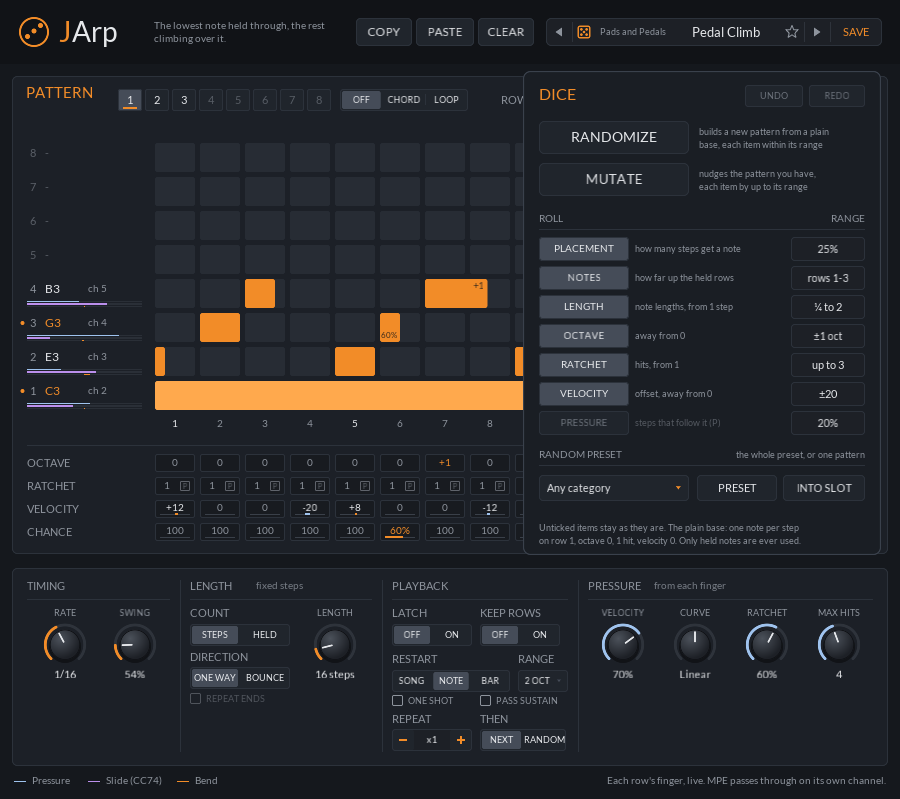 JArp
The lowest note held through, the rest
climbing over it.
COPY PASTE CLEAR
Pads and Pedals Pedal Climb SAVE
PATTERN 1 2 3 4 5 6 7 8 OFF CHORD LOOP
DICE UNDO REDO
RANDOMIZE builds a new pattern from a plain
base, each item within its range
MUTATE nudges the pattern you have,
each item by up to its range
ROLL RANGE
PLACEMENT how many steps get a note 25%
NOTES how far up the held rows rows 1-3
LENGTH note lengths, from 1 step ¼ to 2
OCTAVE away from 0 ±1 oct
RATCHET hits, from 1 up to 3
VELOCITY offset, away from 0 ±20
PRESSURE steps that follow it (P) 20%
RANDOM PRESET the whole preset, or one pattern
Any category PRESET INTO SLOT
Unticked items stay as they are. The plain base: one note per step
on row 1, octave 0, 1 hit, velocity 0. Only held notes are ever used.
8 -
7 -
6 -
5 -
4 B3 ch 5 +1
3 G3 ch 4 60%
2 E3 ch 3
1 C3 ch 2
1 2 3 4 5 6 7 8
OCTAVE 0 0 0 0 0 0 +1 0
RATCHET 1 P 1 P 1 P 1 P 1 P 1 P 1 P 1 P
VELOCITY +12 0 0 -20 +8 0 0 -12
CHANCE 100 100 100 100 100 60% 100 100
TIMING
RATE SWING
1/16 54%
LENGTH fixed steps
COUNT LENGTH
STEPS HELD
DIRECTION
ONE WAY BOUNCE 16 steps
REPEAT ENDS
PLAYBACK
LATCH KEEP ROWS
OFF ON OFF ON
RESTART RANGE
SONG NOTE BAR 2 OCT
ONE SHOT PASS SUSTAIN
REPEAT THEN
x1 NEXT RANDOM
PRESSURE from each finger
VELOCITY CURVE RATCHET MAX HITS
70% Linear 60% 4
Pressure Slide (CC74) Bend
Each row's finger, live. MPE passes through on its own channel.